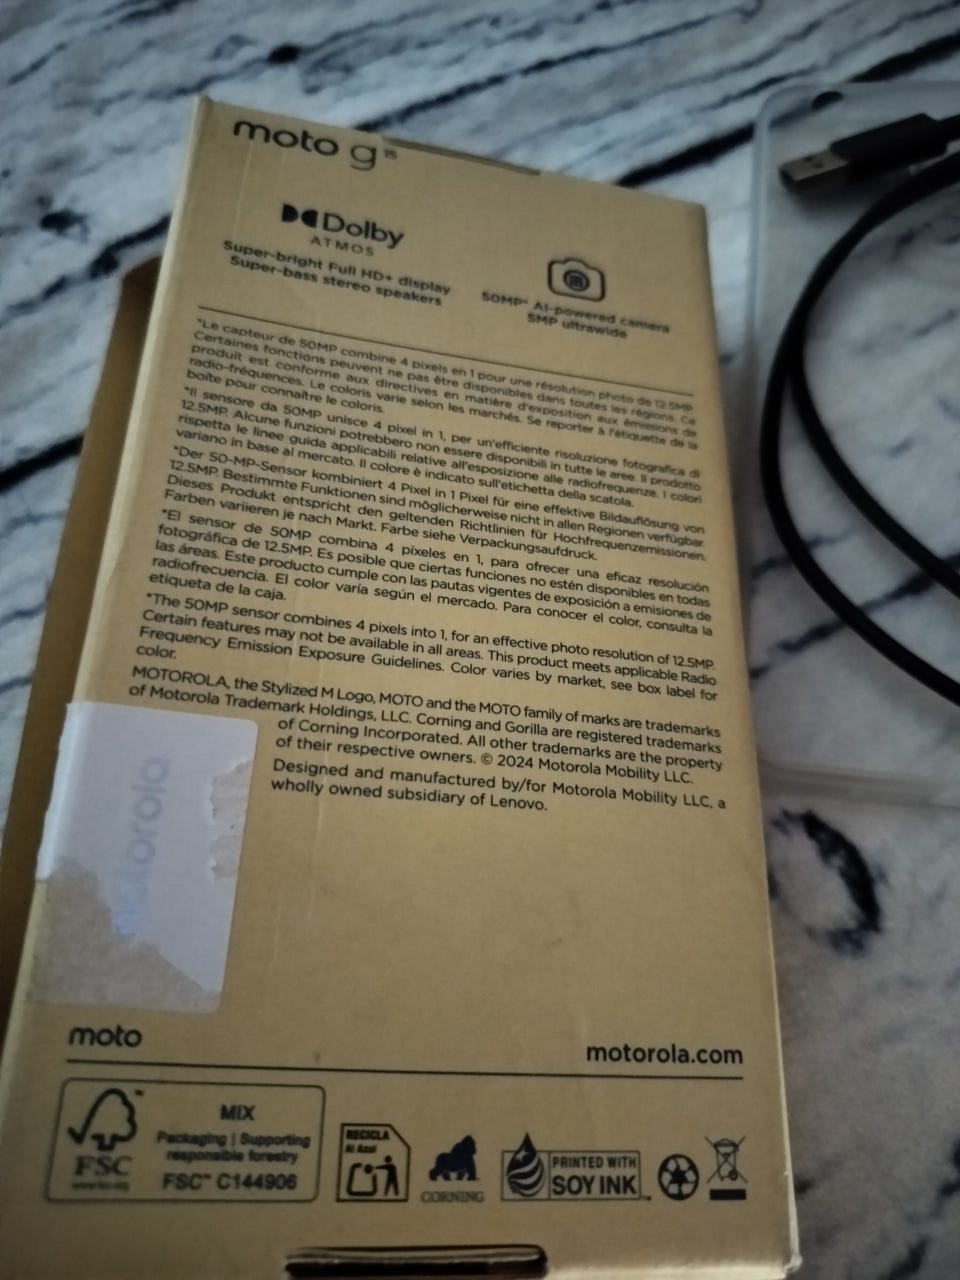 moto g 15
Dolby
ATMOS
Super-bright Full HD+ display
Super-bass stereo speakers
50MP* AI-powered camera
5MP ultrawide
*Le capteur de 50MP combine 4 pixels en 1 pour une résolution photo de 12.5MP
Certaines fonctions peuvent ne pas être disponibles dans toutes les régions. Ce
produit est conforme aux directives en matière d'exposition aux émissions de
radio-fréquences. Le coloris varie selon les marchés. Se reporter à l'étiquette de la
boîte pour connaître le coloris.
*Il sensore da 50MP unisce 4 pixel in 1, per un'efficiente risoluzione fotografica di
12.5MP. Alcune funzioni potrebbero non essere disponibili in tutte le aree. Il prodotto
rispetta le linee guida applicabili relative all'esposizione alle radiofrequenze. I colori
variano in base al mercato. Il colore è indicato sull'etichetta della scatola.
*Der 50-MP-Sensor kombiniert 4 Pixel in 1 Pixel für eine effektive Bildauflösung von
12.5MP. Bestimmte Funktionen sind möglicherweise nicht in allen Regionen verfügbar.
Dieses Produkt entspricht den geltenden Richtlinien für Hochfrequenzemissionen.
Farben variieren je nach Markt. Farbe siehe Verpackungsaufdruck.
*El sensor de 50MP combina 4 píxeles en 1, para ofrecer una eficaz resolución
fotográfica de 12.5MP. Es posible que ciertas funciones no estén disponibles en todas
las áreas. Este producto cumple con las pautas vigentes de exposición a emisiones de
radiofrecuencia. El color varía según el mercado. Para conocer el color, consulta la
etiqueta de la caja.
*The 50MP sensor combines 4 pixels into 1, for an effective photo resolution of 12.5MP.
Certain features may not be available in all areas. This product meets applicable Radio
Frequency Emission Exposure Guidelines. Color varies by market, see box label for
color.
MOTOROLA, the Stylized M Logo, MOTO and the MOTO family of marks are trademarks
of Motorola Trademark Holdings, LLC. Corning and Gorilla are registered trademarks
of Corning Incorporated. All other trademarks are the property
of their respective owners. © 2024 Motorola Mobility LLC.
Designed and manufactured by/for Motorola Mobility LLC, a
wholly owned subsidiary of Lenovo.
motorola
moto
motorola.com
FSC
MIX
Packaging | Supporting
responsible forestry
FSC™ C144906
RECICLA
Al Azul
CORNING
PRINTED WITH
SOY INK™